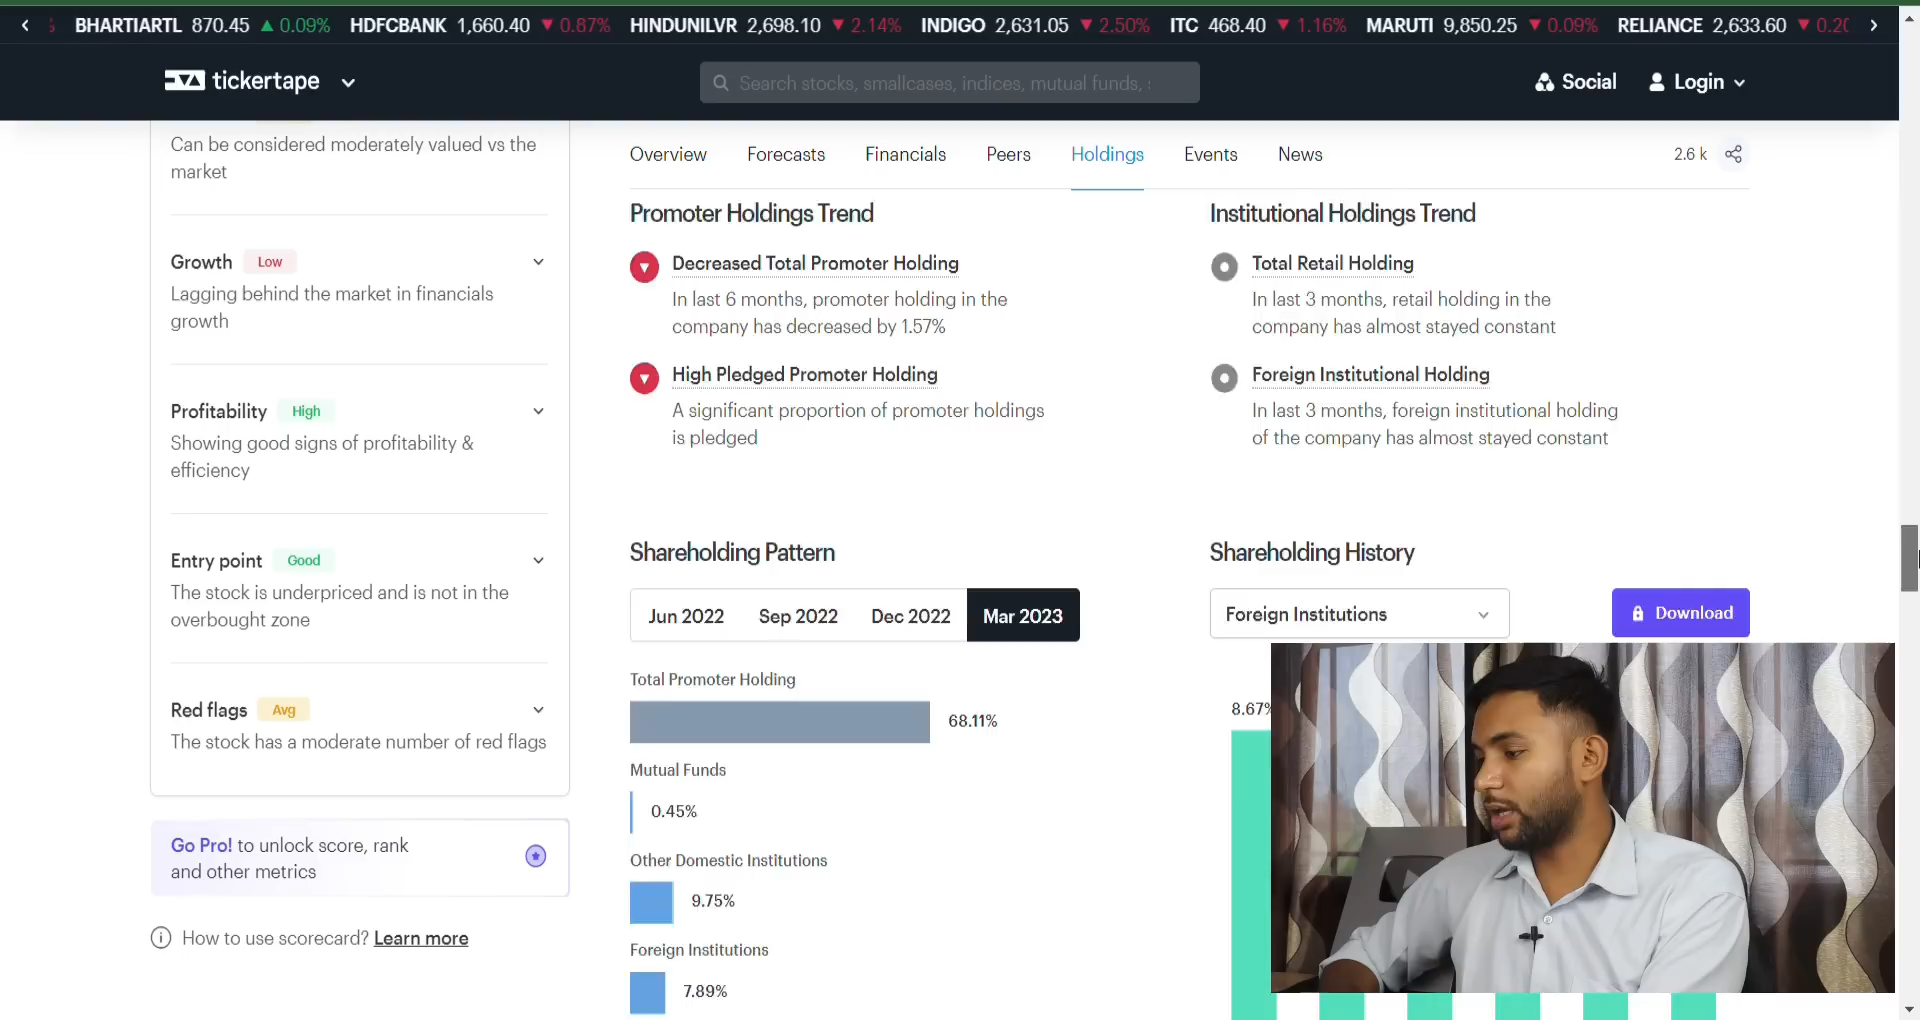 BHARTIARTL 870.45 ▲ 0.09% HDFCBANK 1,660.40 ▼ 0.87% HINDUNILVR 2,698.10 ▼ 2.14% INDIGO 2,631.05 ▼ 2.50% ITC 468.40 ▼ 1.16% MARUTI 9,850.25 ▼ 0.09% RELIANCE 2,633.60 ▼
tickertape
Search stocks, smallcases, indices, mutual funds,
Social
Login
Can be considered moderately valued vs the
market
Growth Low
Lagging behind the market in financials
growth
Profitability High
Showing good signs of profitability &
efficiency
Entry point Good
The stock is underpriced and is not in the
overbought zone
Red flags Avg
The stock has a moderate number of red flags
Go Pro! to unlock score, rank
and other metrics
How to use scorecard? Learn more
Overview Forecasts Financials Peers Holdings Events News
2.6 k
Promoter Holdings Trend
Decreased Total Promoter Holding
In last 6 months, promoter holding in the
company has decreased by 1.57%
High Pledged Promoter Holding
A significant proportion of promoter holdings
is pledged
Institutional Holdings Trend
Total Retail Holding
In last 3 months, retail holding in the
company has almost stayed constant
Foreign Institutional Holding
In last 3 months, foreign institutional holding
of the company has almost stayed constant
Shareholding Pattern
Jun 2022 Sep 2022 Dec 2022 Mar 2023
Total Promoter Holding
68.11%
Mutual Funds
0.45%
Other Domestic Institutions
9.75%
Foreign Institutions
7.89%
Shareholding History
Foreign Institutions
Download
8.67%